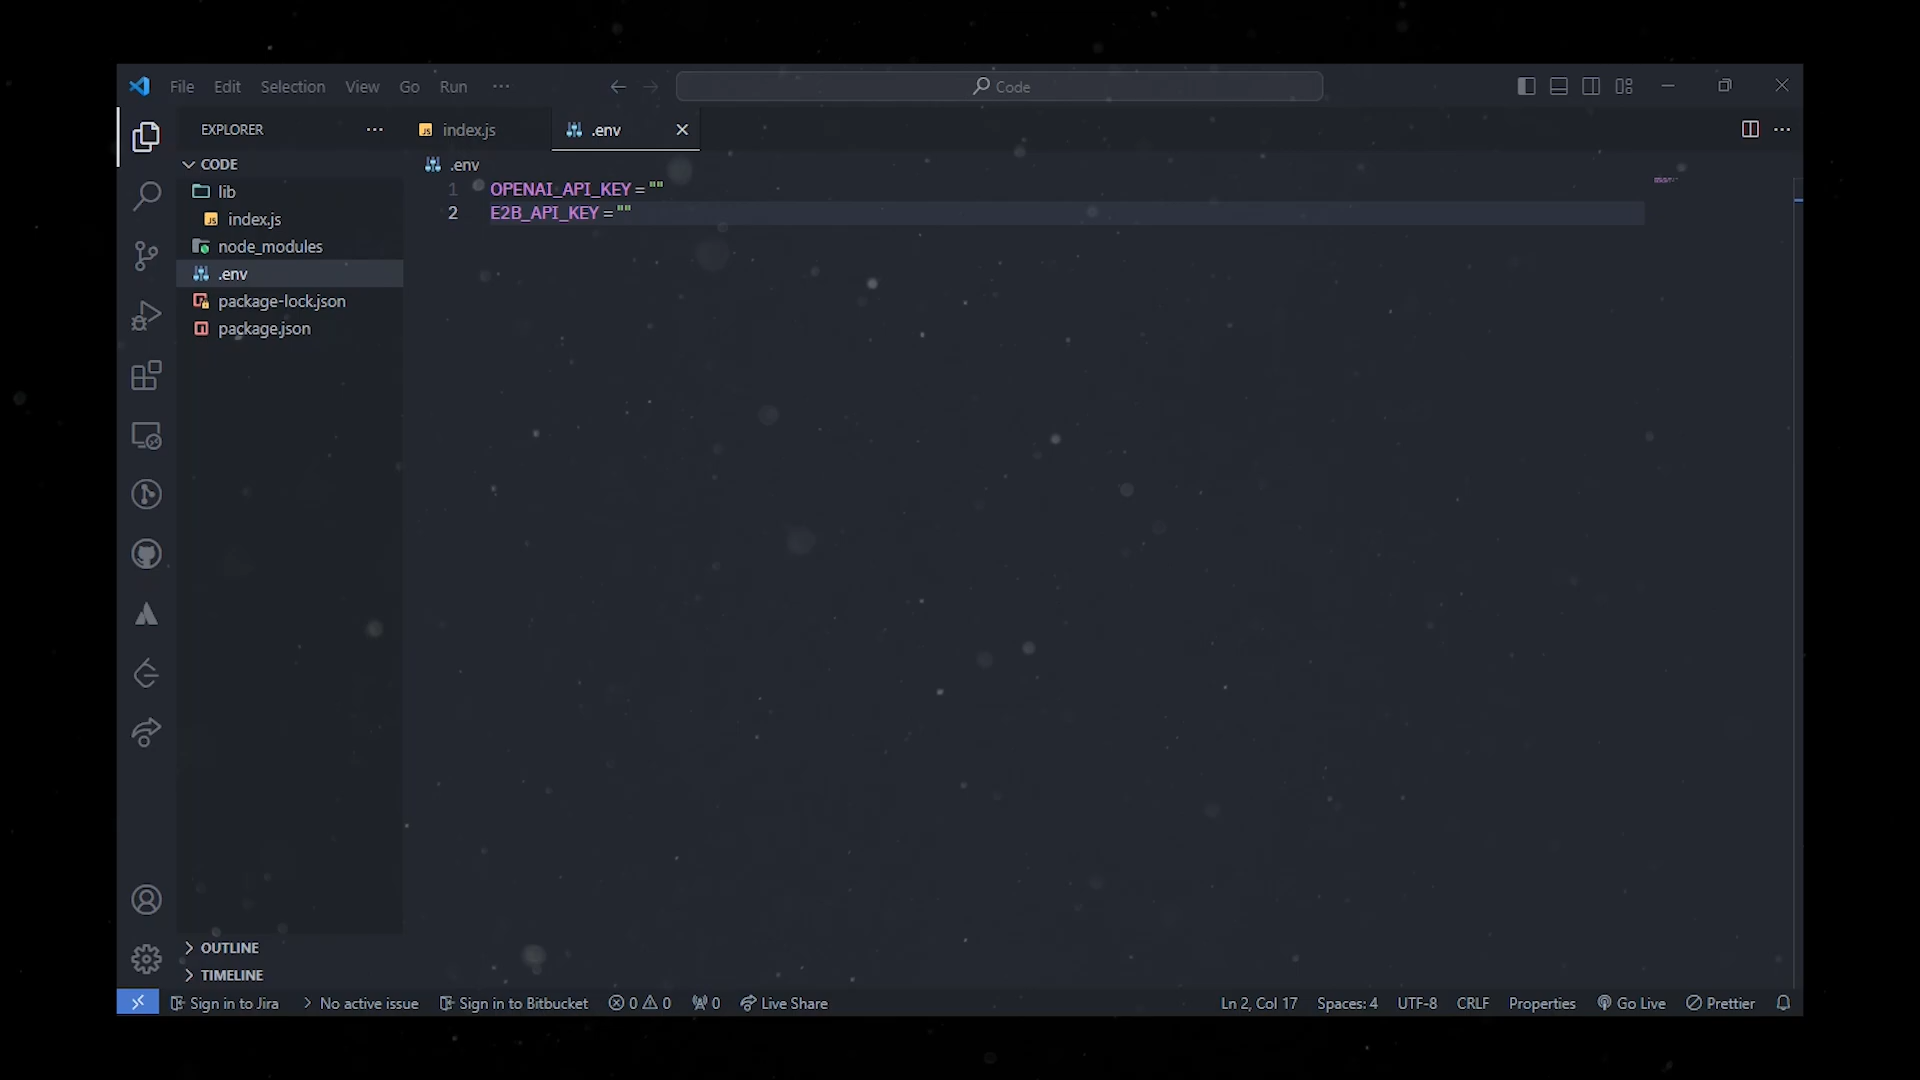 File Edit Selection View Go Run ···
Code
EXPLORER ···
index.js
.env
CODE
.env
lib
1 OPENAI_API_KEY = ""
index.js
2 E2B_API_KEY = ""
node_modules
.env
package-lock.json
package.json
OUTLINE
TIMELINE
Sign in to Jira No active issue Sign in to Bitbucket 0 0 0 Live Share Ln 2, Col 17 Spaces: 4 UTF-8 CRLF Properties Go Live Prettier